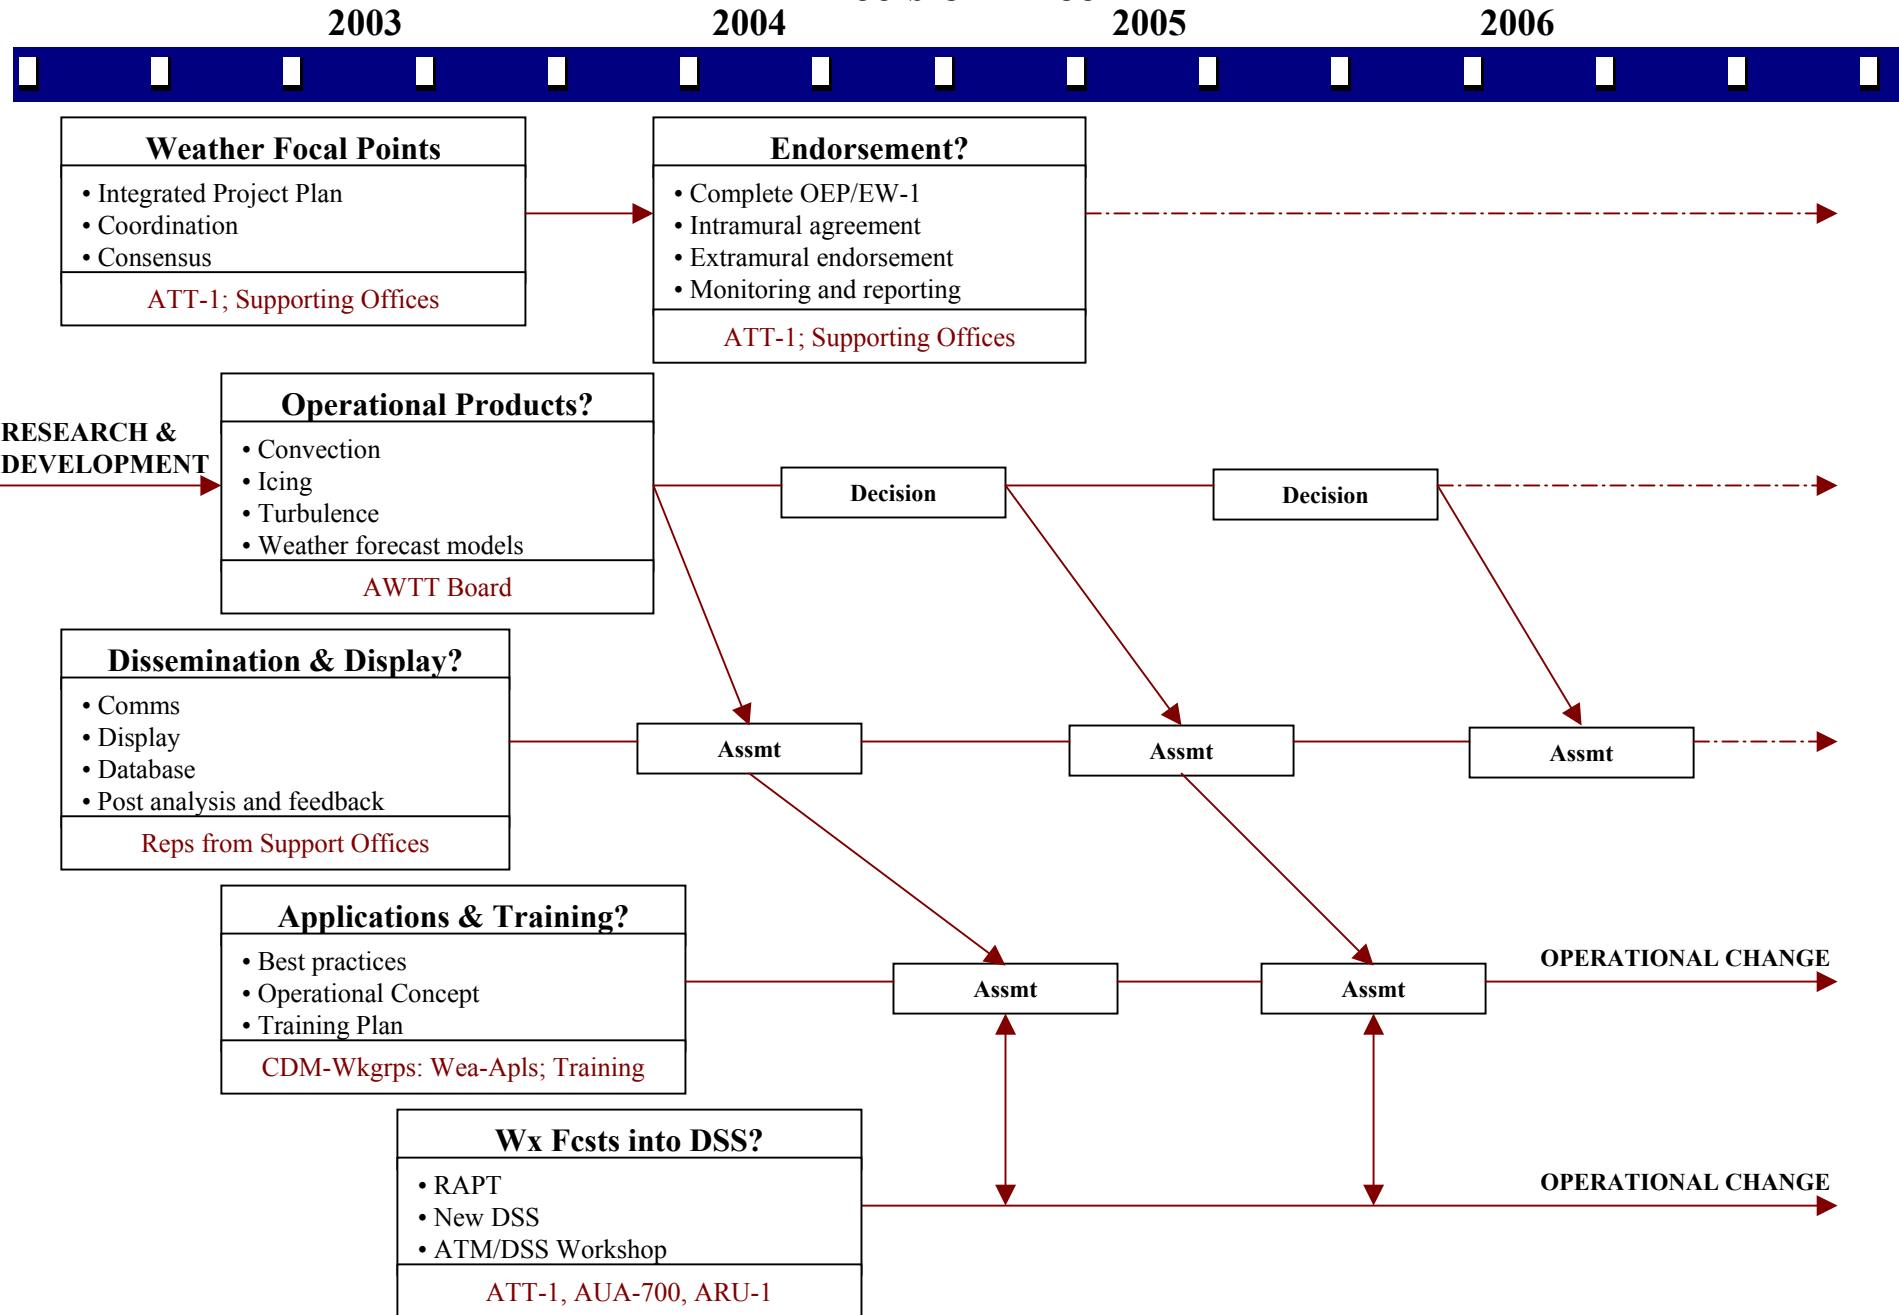 2003 2004 2005 2006
Weather Focal Points
• Integrated Project Plan
• Coordination
• Consensus
ATT-1; Supporting Offices
Endorsement?
• Complete OEP/EW-1
• Intramural agreement
• Extramural endorsement
• Monitoring and reporting
ATT-1; Supporting Offices
RESEARCH &
DEVELOPMENT
Operational Products?
• Convection
• Icing
• Turbulence
• Weather forecast models
AWTT Board
Decision
Decision
Dissemination & Display?
• Comms
• Display
• Database
• Post analysis and feedback
Reps from Support Offices
Assmt
Assmt
Assmt
Applications & Training?
• Best practices
• Operational Concept
• Training Plan
CDM-Wkgrps: Wea-Apls; Training
Assmt
Assmt
OPERATIONAL CHANGE
Wx Fcsts into DSS?
• RAPT
• New DSS
• ATM/DSS Workshop
ATT-1, AUA-700, ARU-1
OPERATIONAL CHANGE